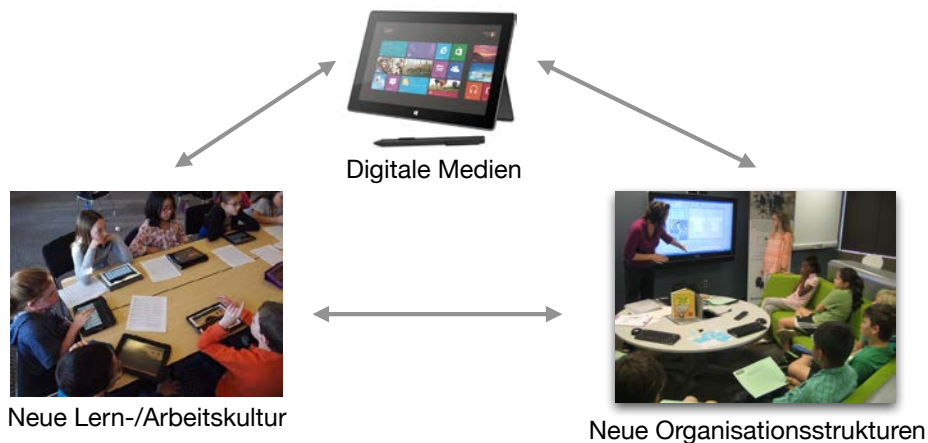 Digitale Medien
Neue Lern-/Arbeitskultur
Neue Organisationsstrukturen